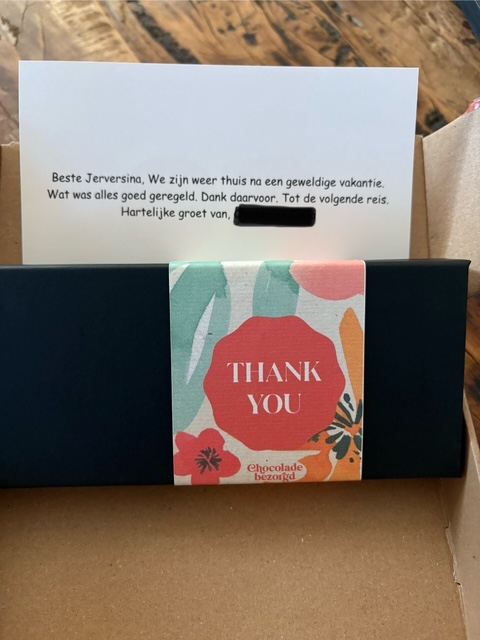 Beste Jerversina, We zijn weer thuis na een geweldige vakantie.
Wat was alles goed geregeld. Dank daarvoor. Tot de volgende reis.
Hartelijke groet van,
THANK
YOU
Chocolade
bezorgd